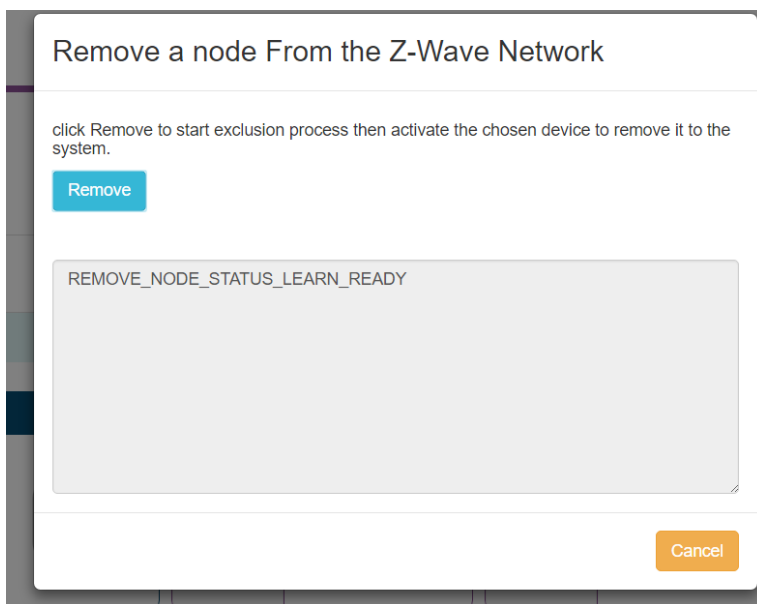 Remove a node From the Z-Wave Network
click Remove to start exclusion process then activate the chosen device to remove it to the
system.
Remove
REMOVE_NODE_STATUS_LEARN_READY
Cancel